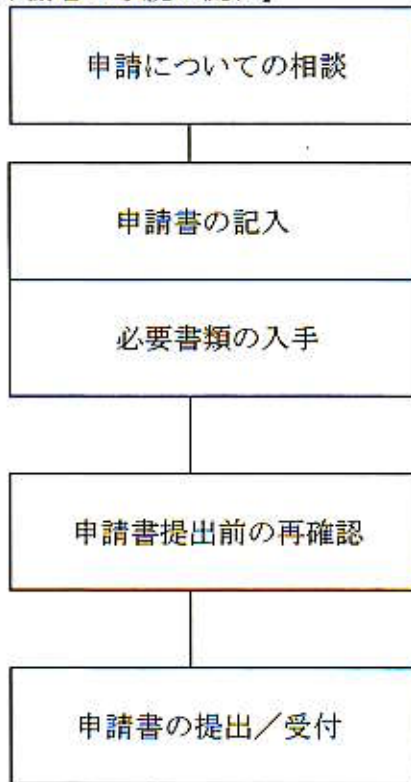 申請についての相談
申請書の記入
必要書類の入手
申請書提出前の再確認
申請書の提出／受付